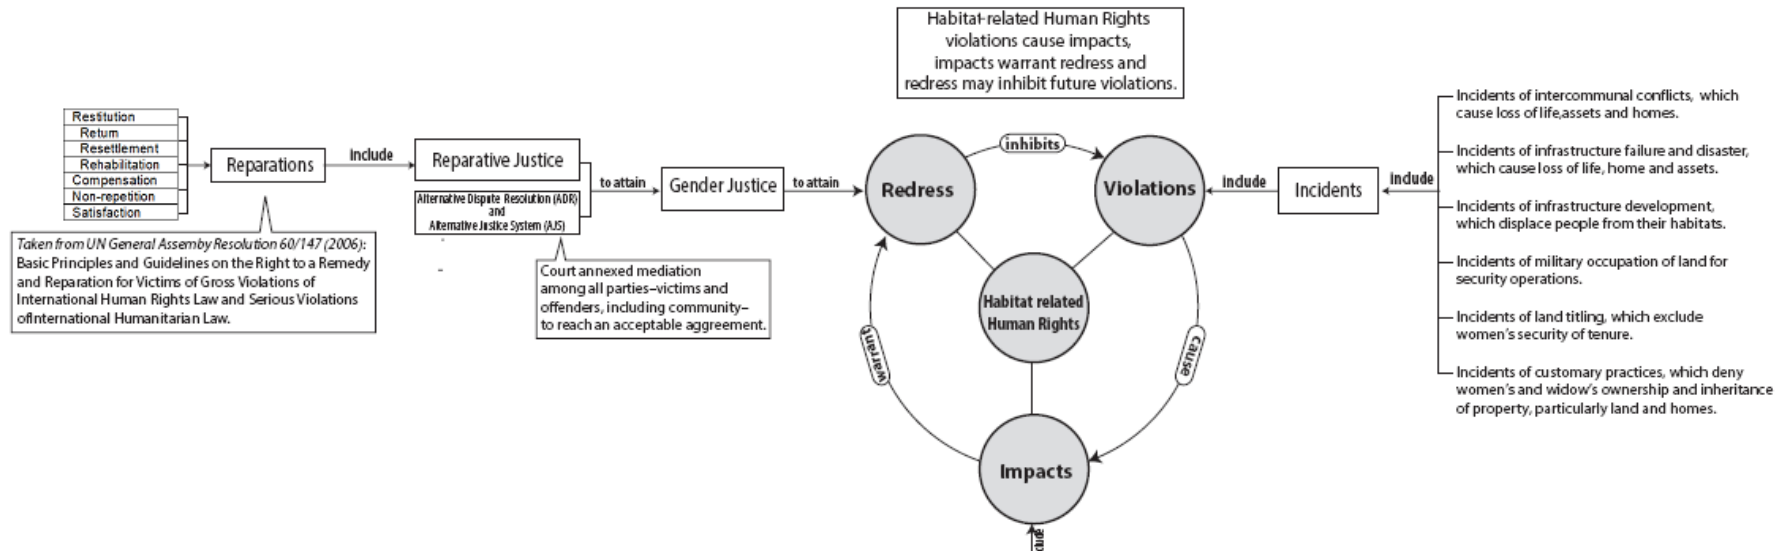 Habitat-related Human Rights
violations cause impacts,
impacts warrant redress and
redress may inhibit future violations.
Restitution
Return
Resettlement
Rehabilitation
Compensation
Non-repetition
Satisfaction
Reparations
include
Reparative Justice
Alternative Dispute Resolution (ADR)
and
Alternative Justice System (AJS)
to attain
Gender Justice
to attain
Redress
inhibits
Violations
include
Incidents
include
Incidents of intercommunal conflicts, which
cause loss of life,assets and homes.
Incidents of infrastructure failure and disaster,
which cause loss of life, home and assets.
Incidents of infrastructure development,
which displace people from their habitats.
Incidents of military occupation of land for
security operations.
Incidents of land titling, which exclude
women's security of tenure.
Incidents of customary practices, which deny
women's and widow's ownership and inheritance
of property, particularly land and homes.
Taken from UN General Assemby Resolution 60/147 (2006):
Basic Principles and Guidelines on the Right to a Remedy
and Reparation for Victims of Gross Violations of
International Human Rights Law and Serious Violations
ofInternational Humanitarian Law.
Court annexed mediation
among all parties–victims and
offenders, including community–
to reach an acceptable aggreement.
Habitat related
Human Rights
warrant
cause
Impacts